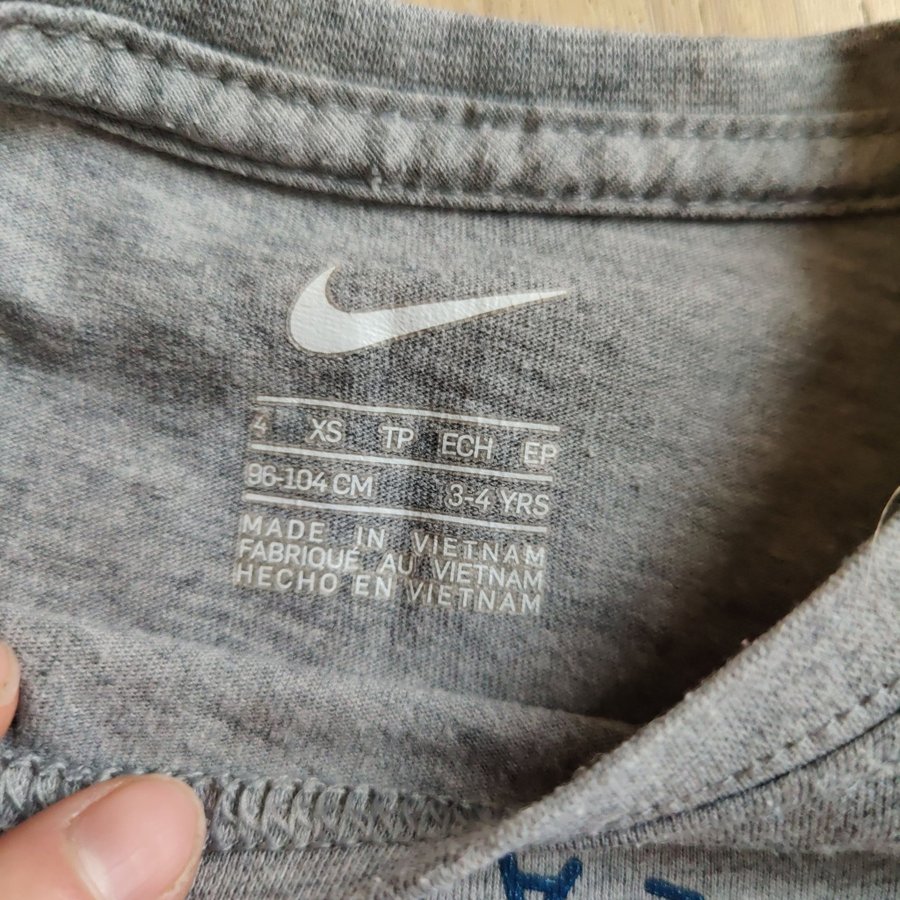 4 XS TP ECH EP
96-104 CM 3-4 YRS
MADE IN VIETNAM
FABRIQUÉ AU VIETNAM
HECHO EN VIETNAM